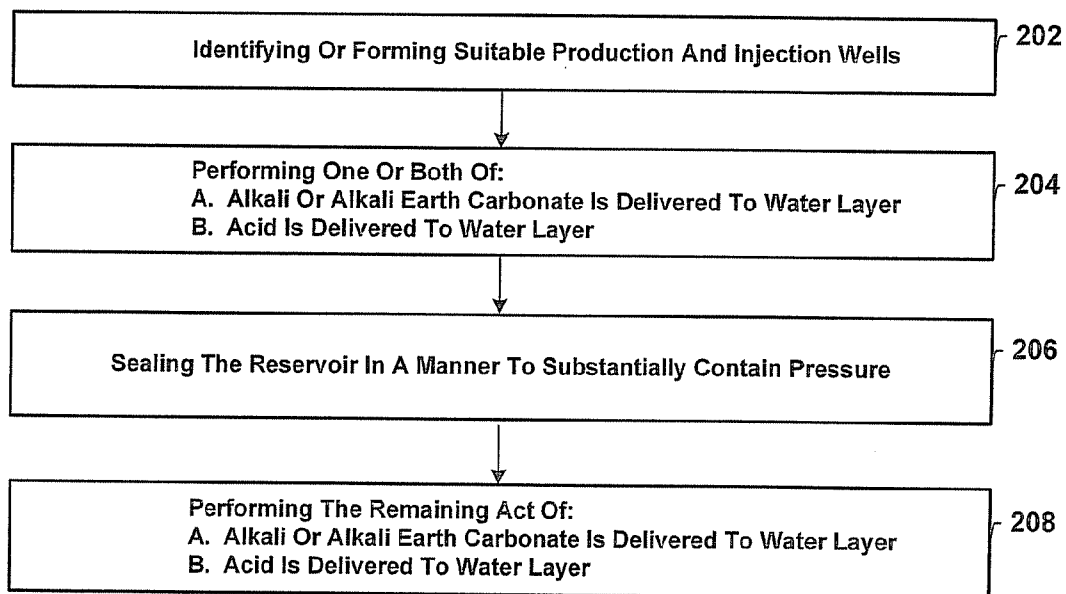 Identifying Or Forming Suitable Production And Injection Wells
202
Performing One Or Both Of:
A. Alkali Or Alkali Earth Carbonate Is Delivered To Water Layer
B. Acid Is Delivered To Water Layer
204
Sealing The Reservoir In A Manner To Substantially Contain Pressure
206
Performing The Remaining Act Of:
A. Alkali Or Alkali Earth Carbonate Is Delivered To Water Layer
B. Acid Is Delivered To Water Layer
208